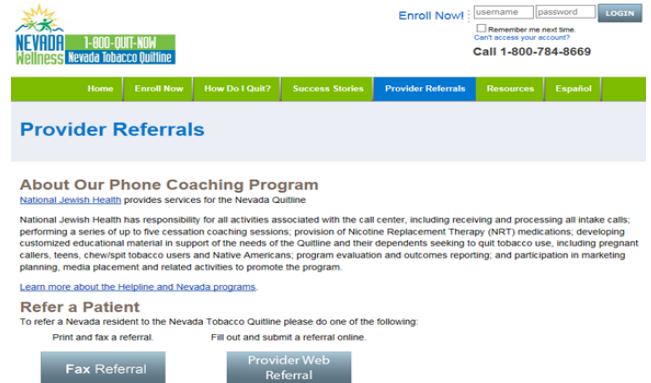 Enroll Now! username password LOGIN
Remember me next time.
Can't access your account?
Call 1-800-784-8669
NEVADA 1-800-QUIT-NOW
Wellness Nevada Tobacco Quitline
Home Enroll Now How Do I Quit? Success Stories Provider Referrals Resources Español
Provider Referrals
About Our Phone Coaching Program
National Jewish Health provides services for the Nevada Quitline
National Jewish Health has responsibility for all activities associated with the call center, including receiving and processing all intake calls;
performing a series of up to five cessation coaching sessions; provision of Nicotine Replacement Therapy (NRT) medications; developing
customized educational material in support of the needs of the Quitline and their dependents seeking to quit tobacco use, including pregnant
callers, teens, chew/spit tobacco users and Native Americans; program evaluation and outcomes reporting; and participation in marketing
planning, media placement and related activities to promote the program.
Learn more about the Helpline and Nevada programs.
Refer a Patient
To refer a Nevada resident to the Nevada Tobacco Quitline please do one of the following:
Print and fax a referral. Fill out and submit a referral online.
Fax Referral
Provider Web
Referral